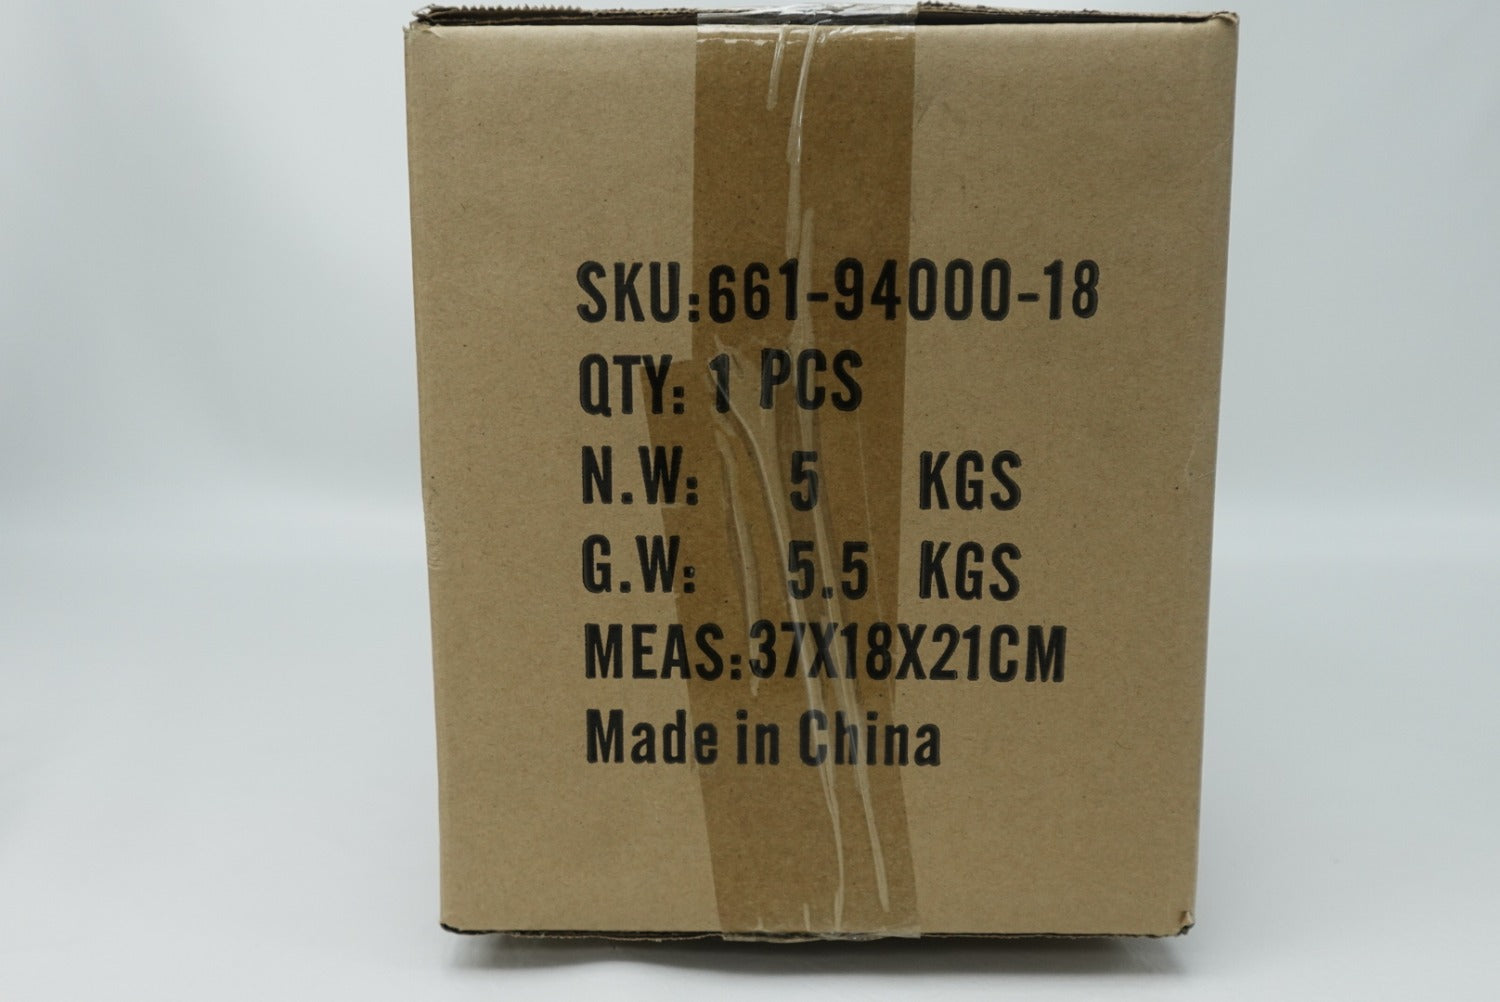 SKU:661-94000-18
QTY: 1 PCS
N.W: 5 KGS
G.W: 5.5 KGS
MEAS:37X18X21CM
Made in China